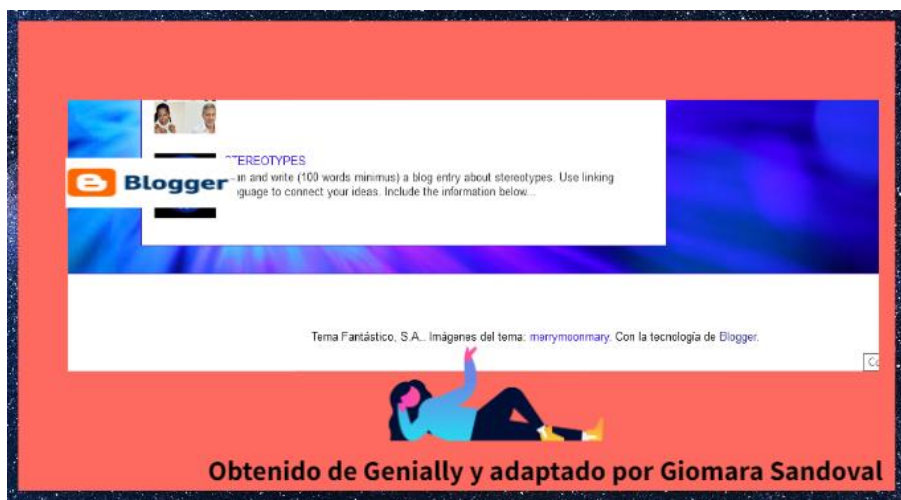 STEREOTYPES
and write (100 words minimus) a blog entry about stereotypes. Use linking
Blogger
to connect your ideas. Include the information below...
Tema Fantástico, S.A.. Imágenes del tema: merrymoonmary. Con la tecnología de Blogger.
Obtenido de Genially y adaptado por Giomara Sandoval